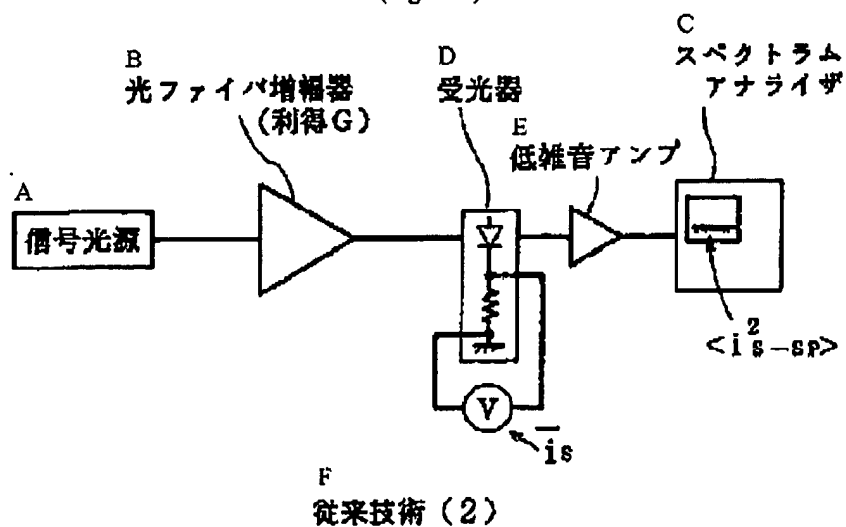 B
光ファイバ増幅器
(利得G)
D
受光器
C
スペクトラム
アナライザ
E
低雑音アンプ
A
信号光源
<i²s-sp>
V
i̅s
F
従来技術(2)